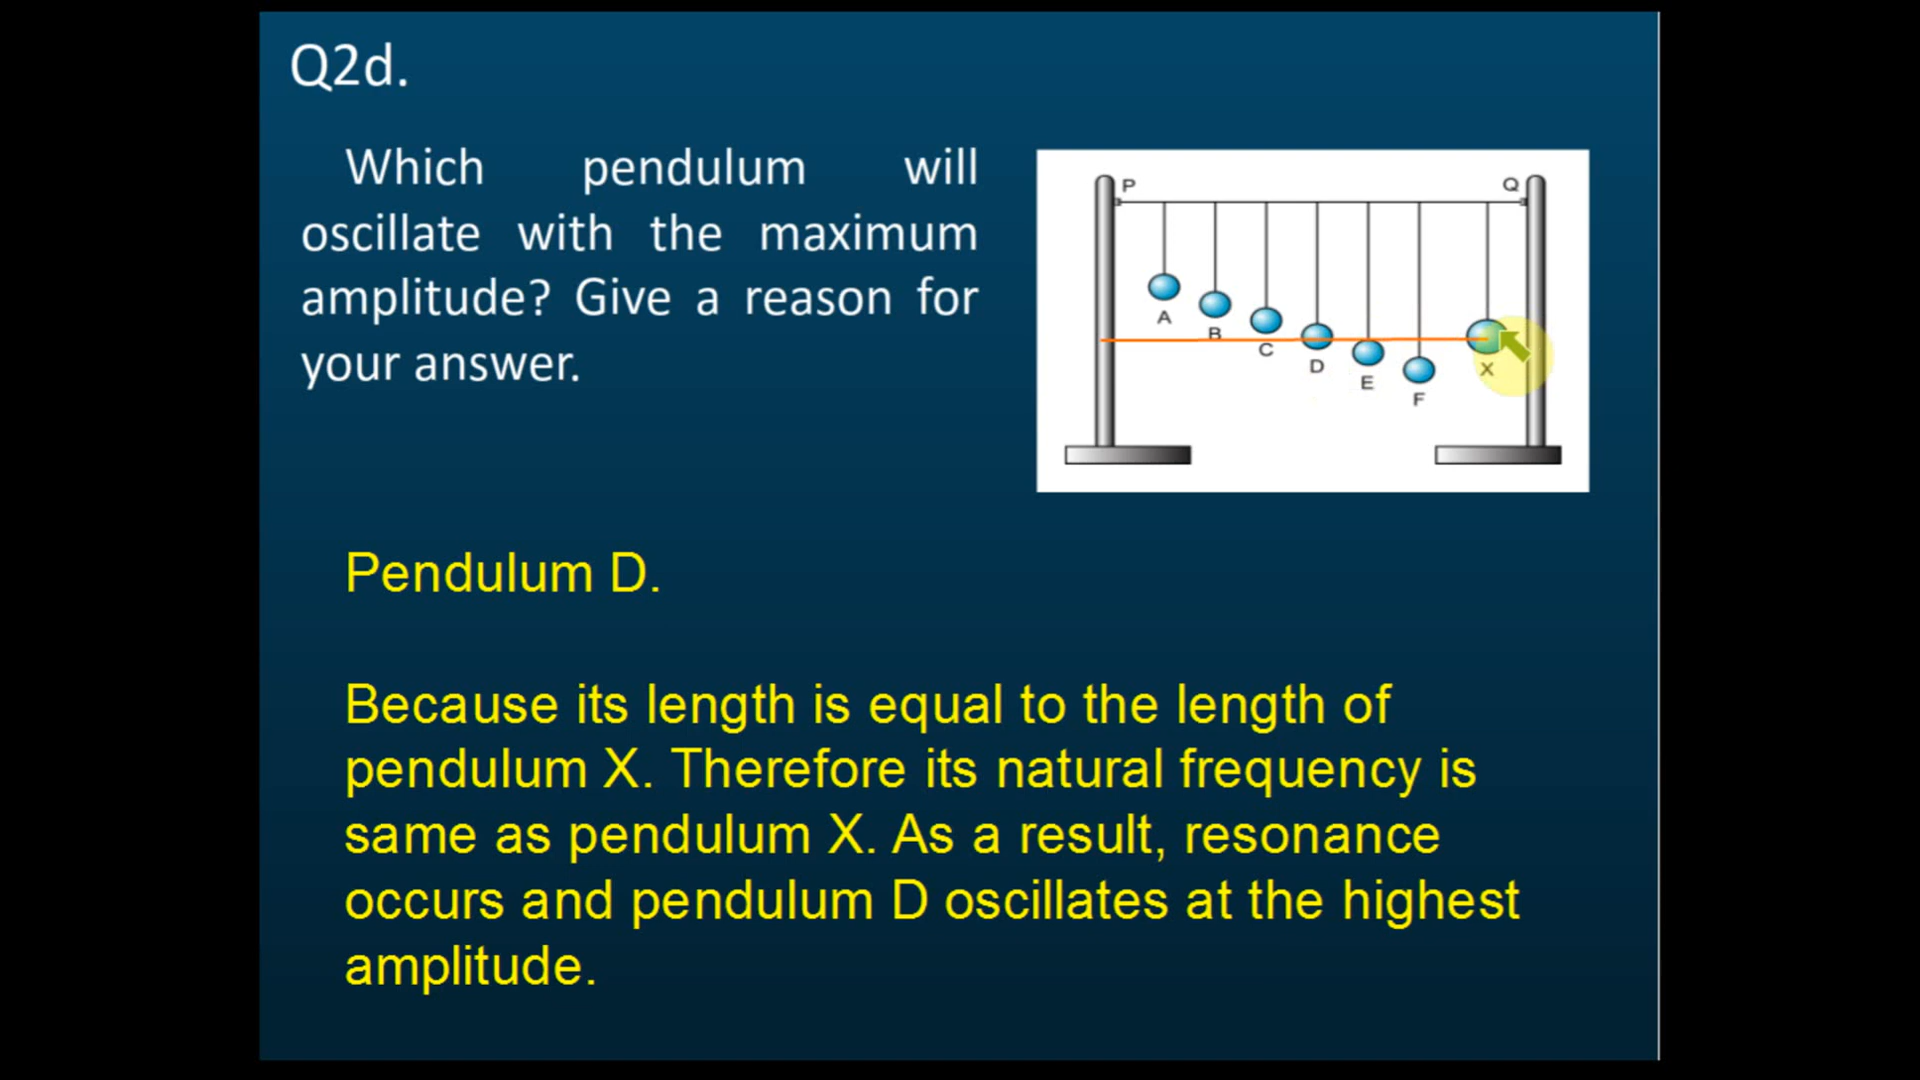 Q2d.
Which pendulum will
oscillate with the maximum
amplitude? Give a reason for
your answer.
P
Q
A
B
C
D
E
F
X
Pendulum D.
Because its length is equal to the length of
pendulum X. Therefore its natural frequency is
same as pendulum X. As a result, resonance
occurs and pendulum D oscillates at the highest
amplitude.